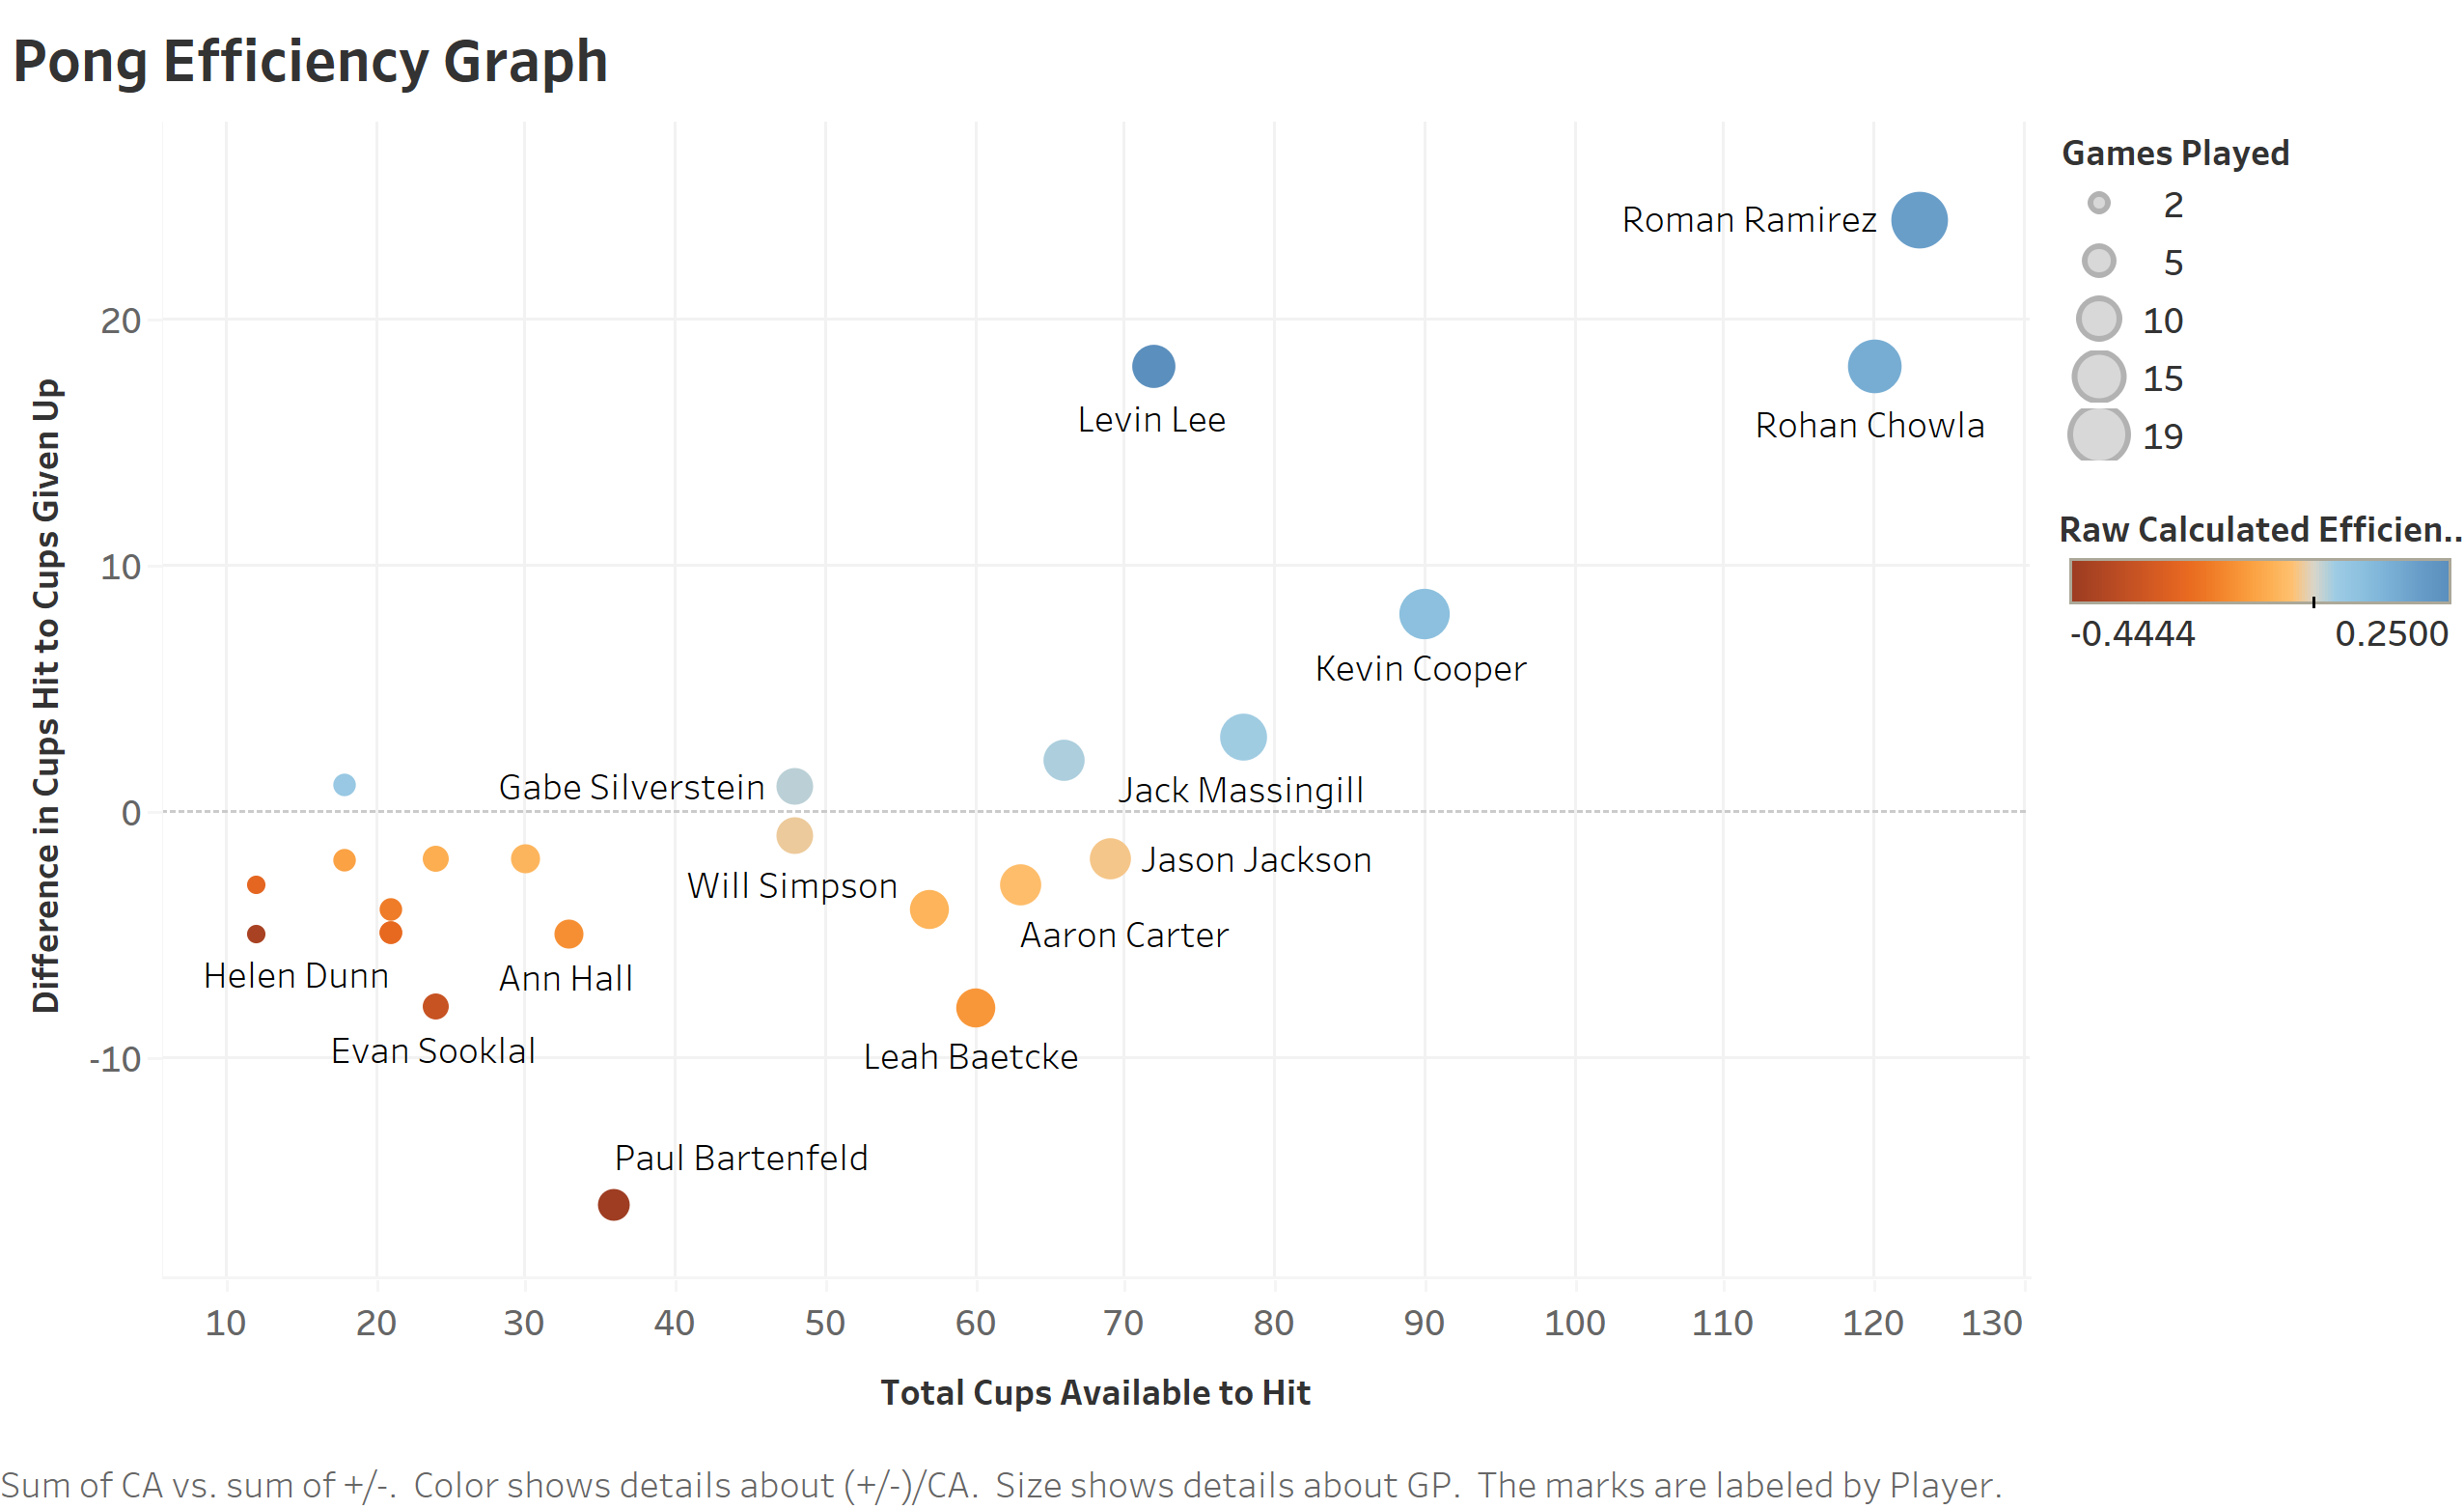 Pong Efficiency Graph
Difference in Cups Hit to Cups Given Up
20
10
0
-10
Roman Ramirez
Levin Lee
Rohan Chowla
Kevin Cooper
Gabe Silverstein
Jack Massingill
Will Simpson
Jason Jackson
Aaron Carter
Helen Dunn
Ann Hall
Evan Sooklal
Leah Baetcke
Paul Bartenfeld
10 20 30 40 50 60 70 80 90 100 110 120 130
Total Cups Available to Hit
Games Played
2
5
10
15
19
Raw Calculated Efficien..
-0.4444 0.2500
Sum of CA vs. sum of +/-.  Color shows details about (+/-)/CA.  Size shows details about GP.  The marks are labeled by Player.